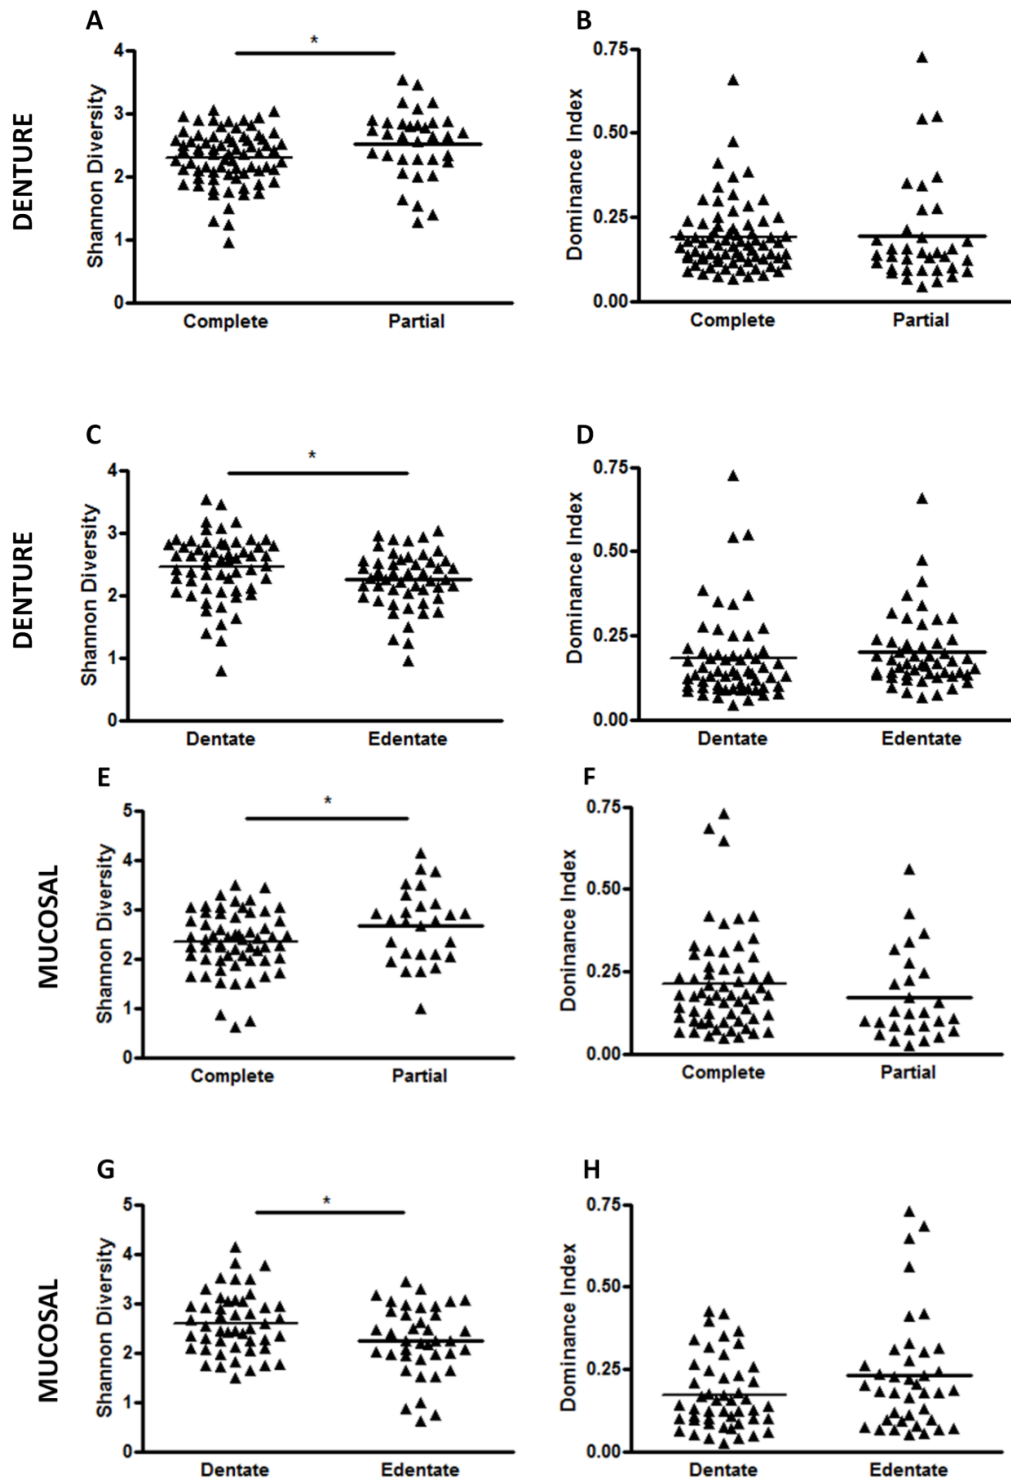 A
B
DENTURE
Shannon Diversity
4
3
2
1
0
*
Complete
Partial
Dominance Index
0.75
0.50
0.25
0.00
Complete
Partial
C
D
DENTURE
Shannon Diversity
4
3
2
1
0
*
Dentate
Edentate
Dominance Index
0.75
0.50
0.25
0.00
Dentate
Edentate
E
F
MUCOSAL
Shannon Diversity
5
4
3
2
1
0
*
Complete
Partial
Doninance Index
0.75
0.50
0.25
0.00
Complete
Partial
G
H
MUCOSAL
Shannon Diversity
5
4
3
2
1
0
*
Dentate
Edentate
Dominance Index
0.75
0.50
0.25
0.00
Dentate
Edentate